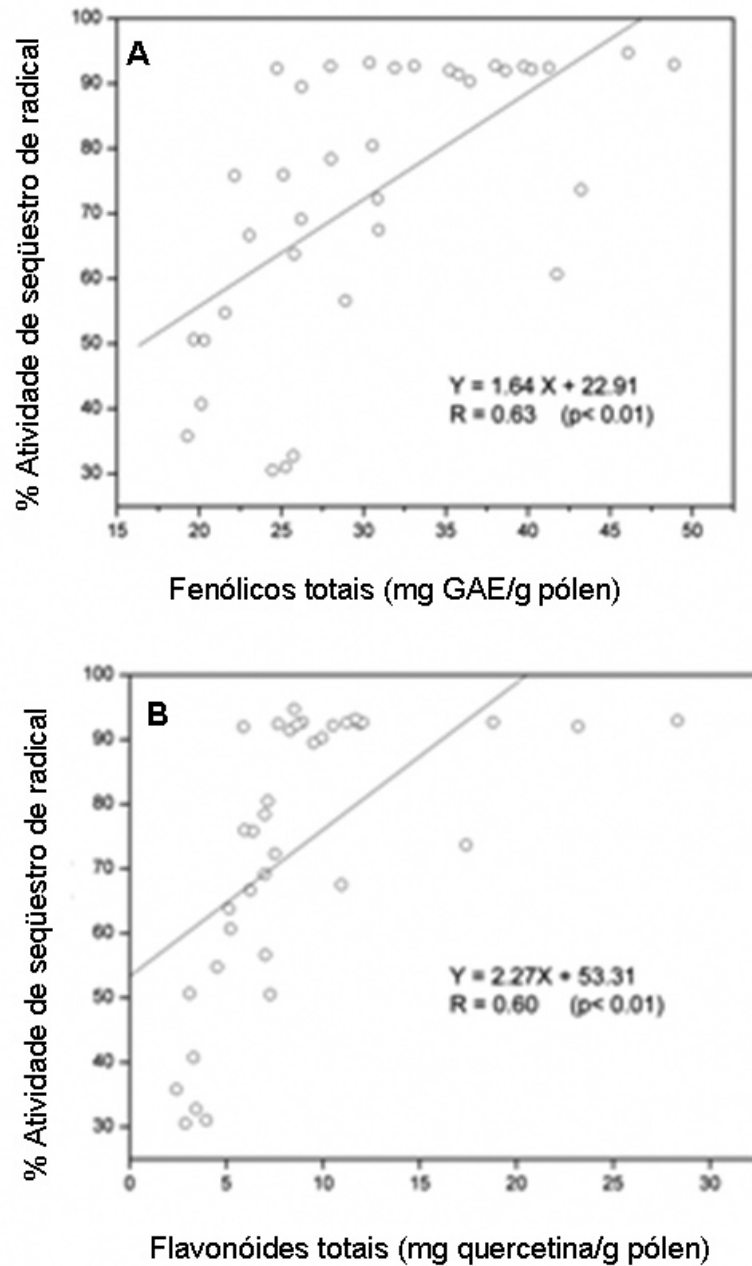 A
% Atividade de seqüestro de radical
100
90
80
70
60
50
40
30
Y = 1.64 X + 22.91
R = 0.63 (p< 0.01)
15 20 25 30 35 40 45 50
Fenólicos totais (mg GAE/g pólen)
B
% Atividade de seqüestro de radical
100
90
80
70
60
50
40
30
Y = 2.27X + 53.31
R = 0.60 (p< 0.01)
0 5 10 15 20 25 30
Flavonóides totais (mg quercetina/g pólen)